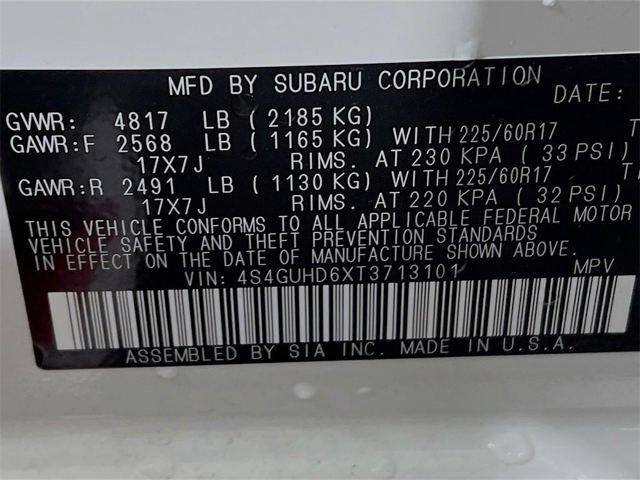 MFD BY SUBARU CORPORATION DATE:
GVWR: 4817 LB (2185 KG)
GAWR:F 2568 LB (1165 KG) WITH 225/60R17
17X7J RIMS. AT 230 KPA (33 PSI)
GAWR:R 2491 LB (1130 KG) WITH 225/60R17
17X7J RIMS. AT 220 KPA (32 PSI)
THIS VEHICLE CONFORMS TO ALL APPLICABLE FEDERAL MOTOR
VEHICLE SAFETY AND THEFT PREVENTION STANDARDS
IN EFFECT ON THE DATE OF MANUFACTURE SHOWN ABOVE.
VIN: 4S4GUHD6XT3713101 MPV
ASSEMBLED BY SIA INC. MADE IN U.S.A.